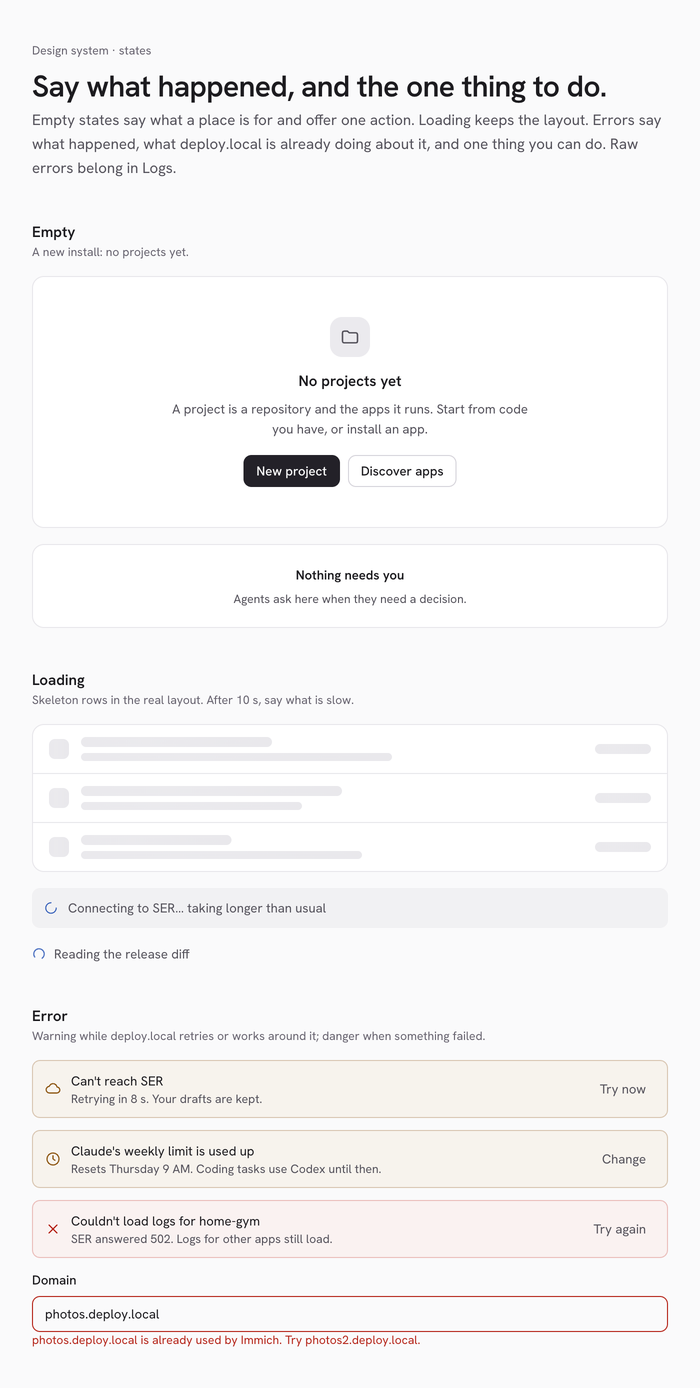 Design system · states
Say what happened, and the one thing to do.
Empty states say what a place is for and offer one action. Loading keeps the layout. Errors say
what happened, what deploy.local is already doing about it, and one thing you can do. Raw
errors belong in Logs.
Empty
A new install: no projects yet.
No projects yet
A project is a repository and the apps it runs. Start from code
you have, or install an app.
New project
Discover apps
Nothing needs you
Agents ask here when they need a decision.
Loading
Skeleton rows in the real layout. After 10 s, say what is slow.
Connecting to SER… taking longer than usual
Reading the release diff
Error
Warning while deploy.local retries or works around it; danger when something failed.
Can't reach SER
Retrying in 8 s. Your drafts are kept.
Try now
Claude's weekly limit is used up
Resets Thursday 9 AM. Coding tasks use Codex until then.
Change
Couldn't load logs for home-gym
SER answered 502. Logs for other apps still load.
Try again
Domain
photos.deploy.local
photos.deploy.local is already used by Immich. Try photos2.deploy.local.